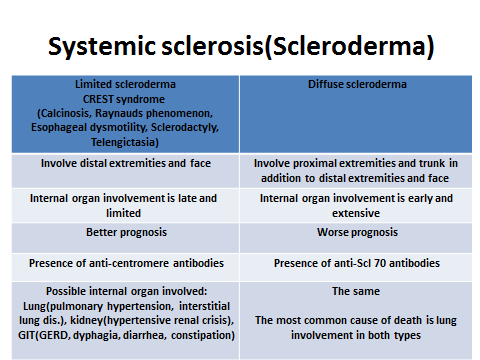 Systemic sclerosis(Scleroderma)
Limited scleroderma
CREST syndrome
(Calcinosis, Raynauds phenomenon,
Esophageal dysmotility, Sclerodactyly,
Telengictasia)
Diffuse scleroderma
Involve distal extremities and face
Involve proximal extremities and trunk in
addition to distal extremities and face
Internal organ involvement is late and
limited
Internal organ involvement is early and
extensive
Better prognosis
Worse prognosis
Presence of anti-centromere antibodies
Presence of anti-Scl 70 antibodies
Possible internal organ involved:
Lung(pulmonary hypertension, interstitial
lung dis.), kidney(hypertensive renal crisis),
GIT(GERD, dyphagia, diarrhea, constipation)
The same
The most common cause of death is lung
involvement in both types